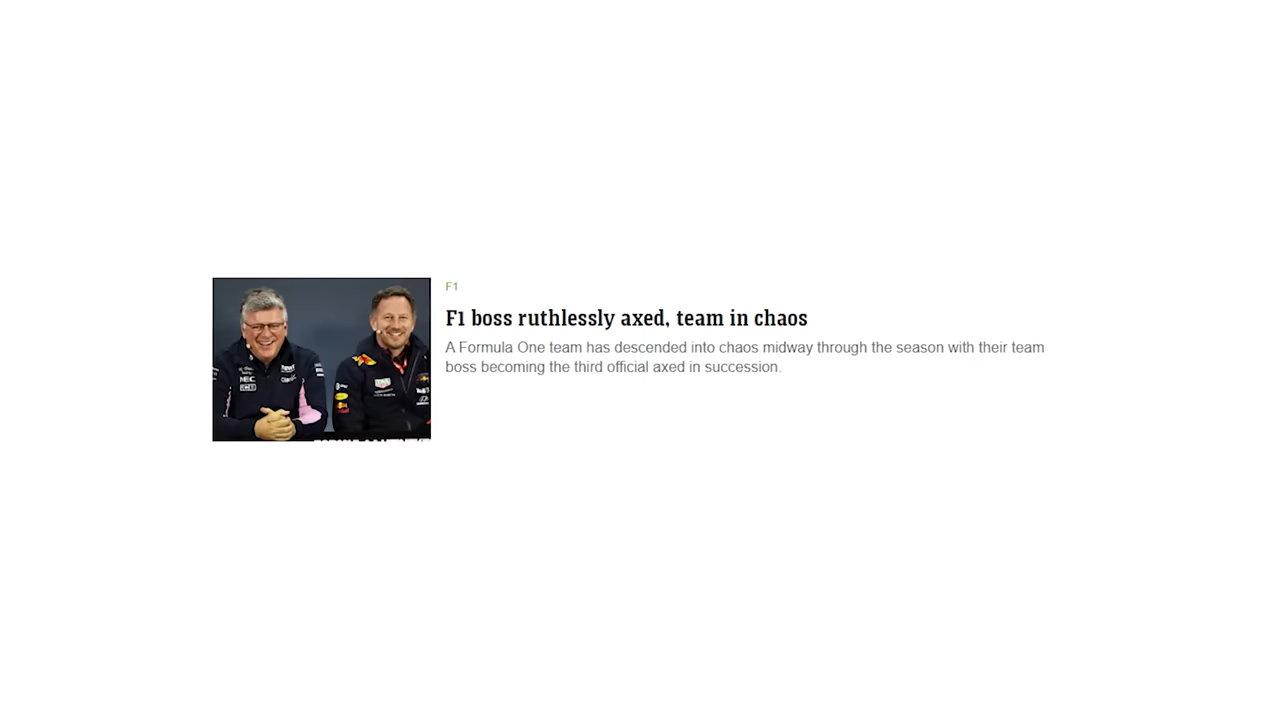 F1
F1 boss ruthlessly axed, team in chaos
A Formula One team has descended into chaos midway through the season with their team
boss becoming the third official axed in succession.